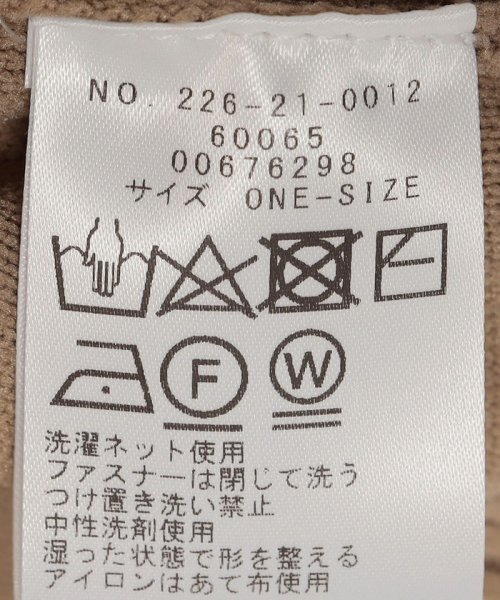 NO. 226-21-0012
60065
00676298
サイズ ONE-SIZE
F W
洗濯ネット使用
ファスナーは閉じて洗う
つけ置き洗い禁止
中性洗剤使用
湿った状態で形を整える
アイロンはあて布使用